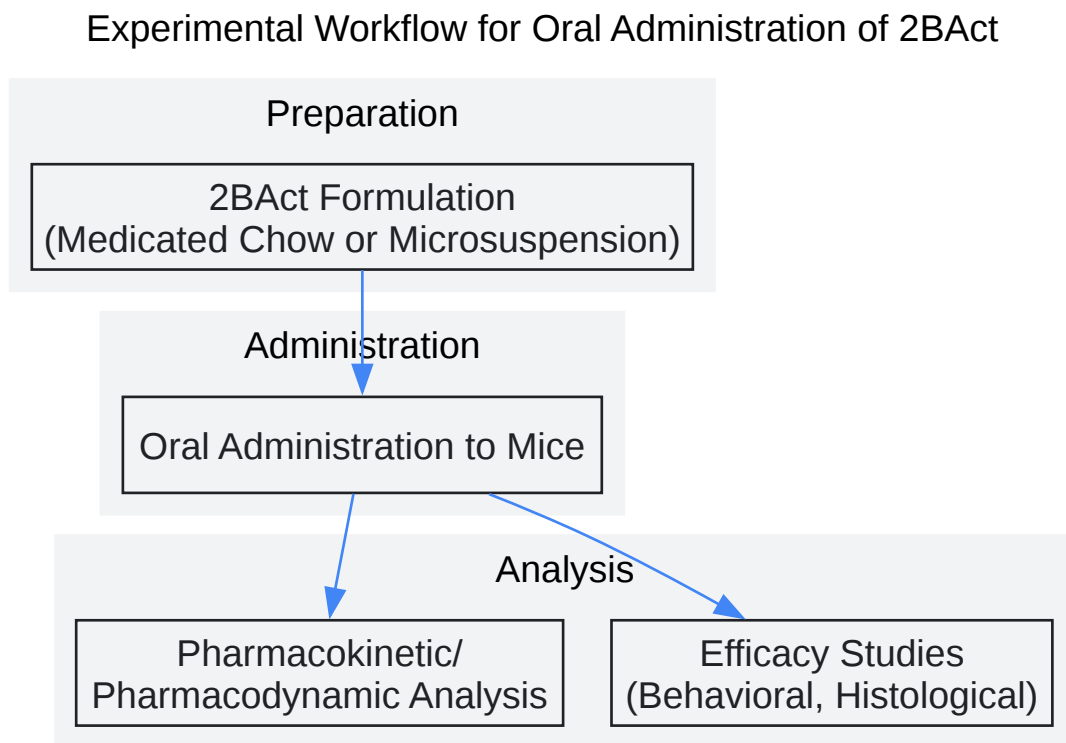 Experimental Workflow for Oral Administration of 2BAct
Preparation
2BAct Formulation
(Medicated Chow or Microsuspension)
Administration
Oral Administration to Mice
Analysis
Pharmacokinetic/
Pharmacodynamic Analysis
Efficacy Studies
(Behavioral, Histological)